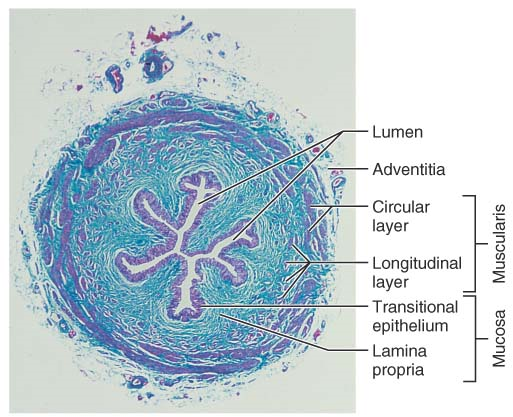 Lumen
Adventitia
Circular
layer
Muscularis
Longitudinal
layer
Transitional
epithelium
Mucosa
Lamina
propria